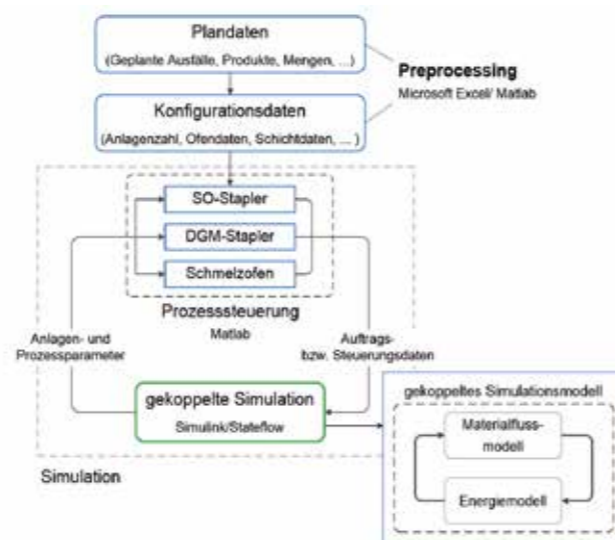 Plandaten
(Geplante Ausfälle, Produkte, Mengen, ...)
Preprocessing
Microsoft Excel/ Matlab
Konfigurationsdaten
(Anlagenzahl, Ofendaten, Schichtdaten, ... )
SO-Stapler
DGM-Stapler
Schmelzofen
Prozesssteuerung
Matlab
Anlagen- und
Prozessparameter
Auftrags-
bzw. Steuerungsdaten
gekoppelte Simulation
Simulink/Stateflow
Simulation
gekoppeltes Simulationsmodell
Materialfluss-
modell
Energiemodell